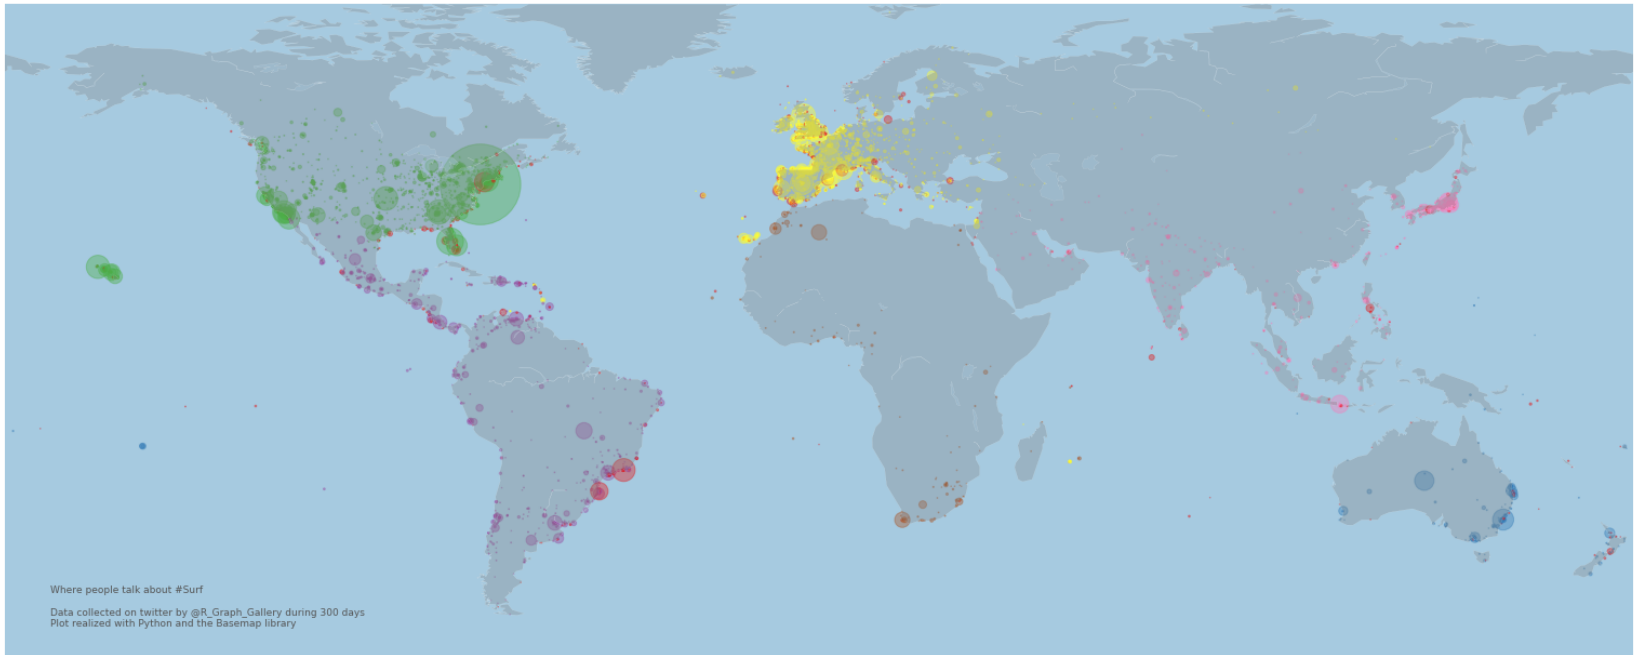 Where people talk about #Surf
Data collected on twitter by @R_Graph_Gallery during 300 days
Plot realized with Python and the Basemap library